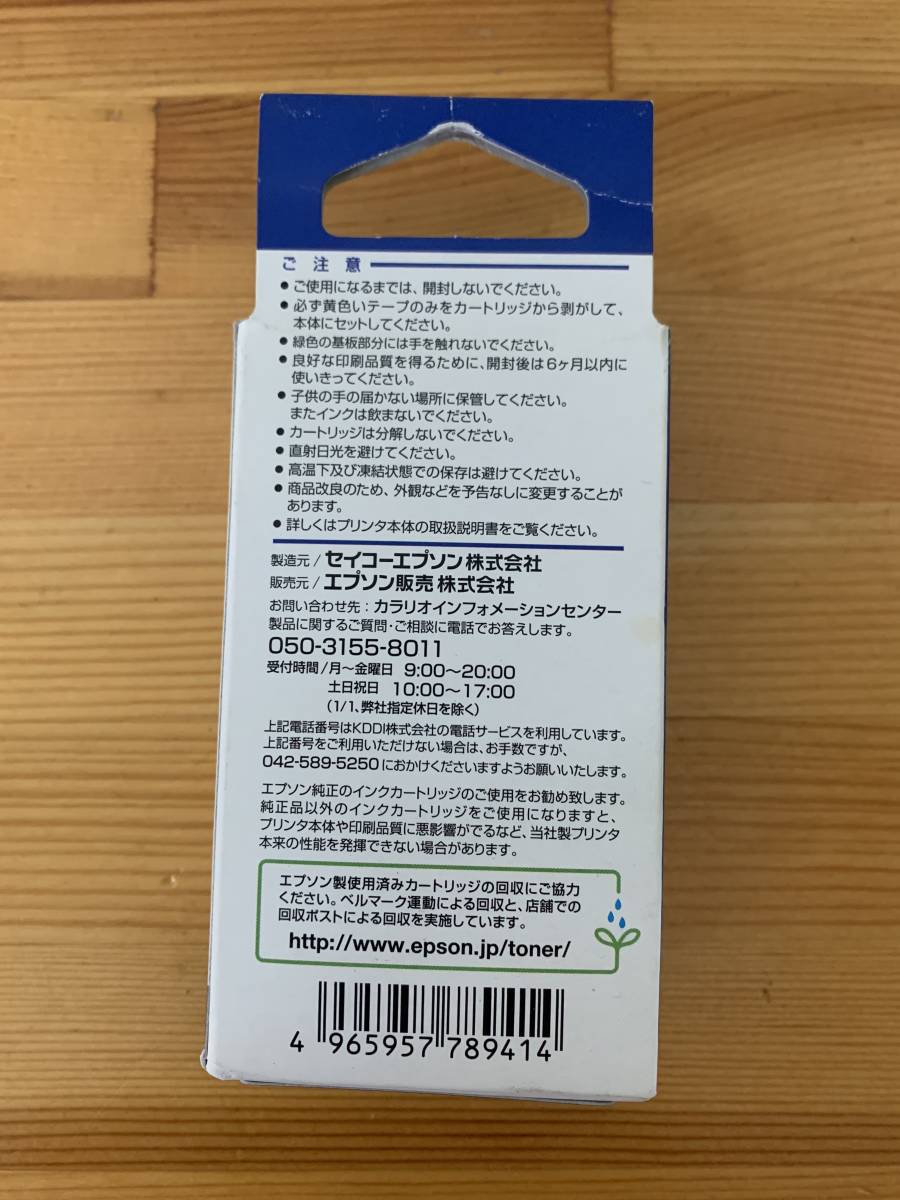 ご注意
● ご使用になるまでは、開封しないでください。
● 必ず黄色いテープのみをカートリッジから剥がして、
本体にセットしてください。
● 緑色の基板部分には手を触れないでください。
● 良好な印刷品質を得るために、開封後は6ヶ月以内に
使いきってください。
● 子供の手の届かない場所に保管してください。
またインクは飲まないでください。
● カートリッジは分解しないでください。
● 直射日光を避けてください。
● 高温下及び凍結状態での保存は避けてください。
● 商品改良のため、外観などを予告なしに変更することが
あります。
● 詳しくはプリンタ本体の取扱説明書をご覧ください。
製造元 / セイコーエプソン 株式会社
販売元 / エプソン販売 株式会社
お問い合わせ先：カラリオインフォメーションセンター
製品に関するご質問・ご相談に電話でお答えします。
050-3155-8011
受付時間/月～金曜日 9:00～20:00
土日祝日 10:00～17:00
(1/1、弊社指定休日を除く)
上記電話番号はKDDI株式会社の電話サービスを利用しています。
上記番号をご利用いただけない場合は、お手数ですが、
042-589-5250 におかけくださいますようお願いいたします。
エプソン純正のインクカートリッジのご使用をお勧め致します。
純正品以外のインクカートリッジをご使用になりますと、
プリンタ本体や印刷品質に悪影響がでるなど、当社製プリンタ
本来の性能を発揮できない場合があります。
エプソン製使用済みカートリッジの回収にご協力
ください。ベルマーク運動による回収と、店舗での
回収ポストによる回収を実施しています。
http://www.epson.jp/toner/
4 965957 789414